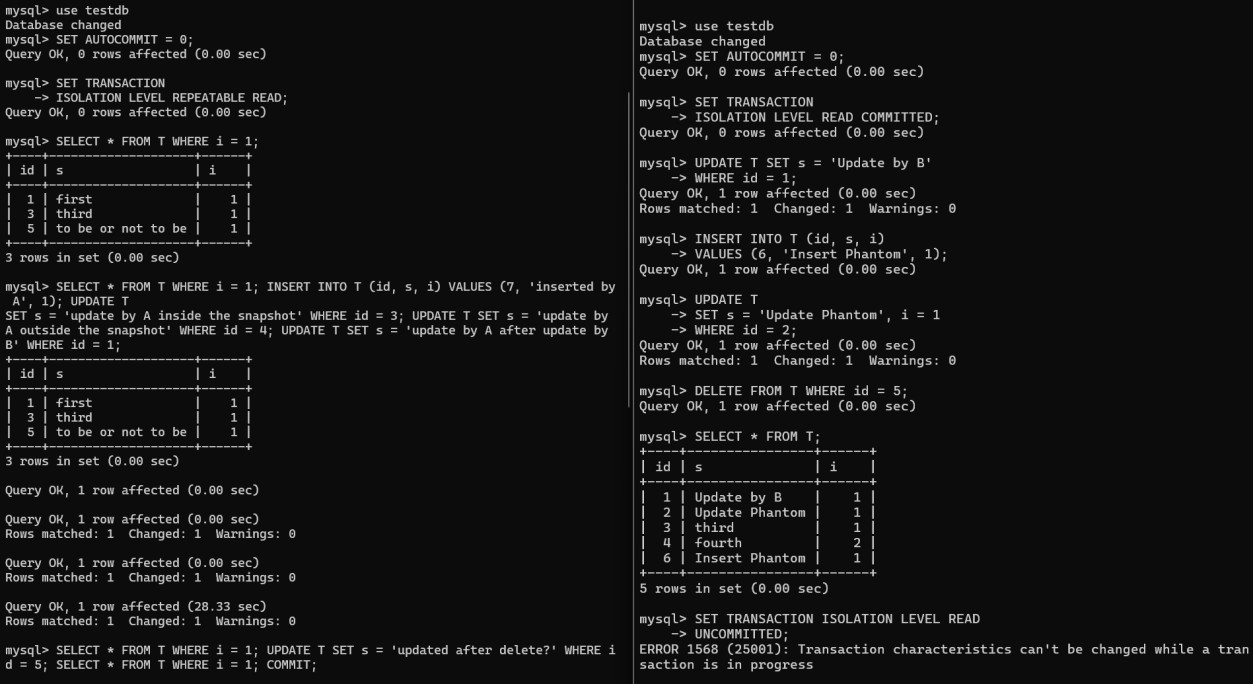 mysql> use testdb
Database changed
mysql> SET AUTOCOMMIT = 0;
Query OK, 0 rows affected (0.00 sec)

mysql> SET TRANSACTION
    -> ISOLATION LEVEL REPEATABLE READ;
Query OK, 0 rows affected (0.00 sec)

mysql> SELECT * FROM T WHERE i = 1;
+----+--------------------+------+
| id | s                  | i    |
+----+--------------------+------+
|  1 | first              |    1 |
|  3 | third              |    1 |
|  5 | to be or not to be |    1 |
+----+--------------------+------+
3 rows in set (0.00 sec)

mysql> SELECT * FROM T WHERE i = 1; INSERT INTO T (id, s, i) VALUES (7, 'inserted by
 A', 1); UPDATE T
SET s = 'update by A inside the snapshot' WHERE id = 3; UPDATE T SET s = 'update by
A outside the snapshot' WHERE id = 4; UPDATE T SET s = 'update by A after update by
B' WHERE id = 1;
+----+--------------------+------+
| id | s                  | i    |
+----+--------------------+------+
|  1 | first              |    1 |
|  3 | third              |    1 |
|  5 | to be or not to be |    1 |
+----+--------------------+------+
3 rows in set (0.00 sec)

Query OK, 1 row affected (0.00 sec)

Query OK, 1 row affected (0.00 sec)
Rows matched: 1  Changed: 1  Warnings: 0

Query OK, 1 row affected (0.00 sec)
Rows matched: 1  Changed: 1  Warnings: 0

Query OK, 1 row affected (28.33 sec)
Rows matched: 1  Changed: 1  Warnings: 0

mysql> SELECT * FROM T WHERE i = 1; UPDATE T SET s = 'updated after delete?' WHERE i
d = 5; SELECT * FROM T WHERE i = 1; COMMIT;

mysql> use testdb
Database changed
mysql> SET AUTOCOMMIT = 0;
Query OK, 0 rows affected (0.00 sec)

mysql> SET TRANSACTION
    -> ISOLATION LEVEL READ COMMITTED;
Query OK, 0 rows affected (0.00 sec)

mysql> UPDATE T SET s = 'Update by B'
    -> WHERE id = 1;
Query OK, 1 row affected (0.00 sec)
Rows matched: 1  Changed: 1  Warnings: 0

mysql> INSERT INTO T (id, s, i)
    -> VALUES (6, 'Insert Phantom', 1);
Query OK, 1 row affected (0.00 sec)

mysql> UPDATE T
    -> SET s = 'Update Phantom', i = 1
    -> WHERE id = 2;
Query OK, 1 row affected (0.00 sec)
Rows matched: 1  Changed: 1  Warnings: 0

mysql> DELETE FROM T WHERE id = 5;
Query OK, 1 row affected (0.00 sec)

mysql> SELECT * FROM T;
+----+----------------+------+
| id | s              | i    |
+----+----------------+------+
|  1 | Update by B    |    1 |
|  2 | Update Phantom |    1 |
|  3 | third          |    1 |
|  4 | fourth         |    2 |
|  6 | Insert Phantom |    1 |
+----+----------------+------+
5 rows in set (0.00 sec)

mysql> SET TRANSACTION ISOLATION LEVEL READ
    -> UNCOMMITTED;
ERROR 1568 (25001): Transaction characteristics can't be changed while a tran
saction is in progress